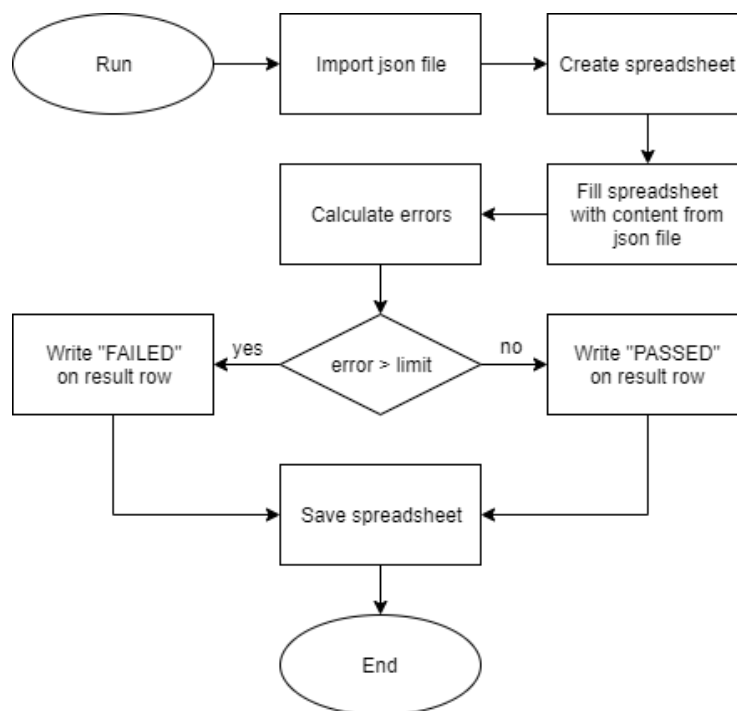 Run
Import json file
Create spreadsheet
Calculate errors
Fill spreadsheet
with content from
json file
Write "FAILED"
on result row
yes
error > limit
no
Write "PASSED"
on result row
Save spreadsheet
End